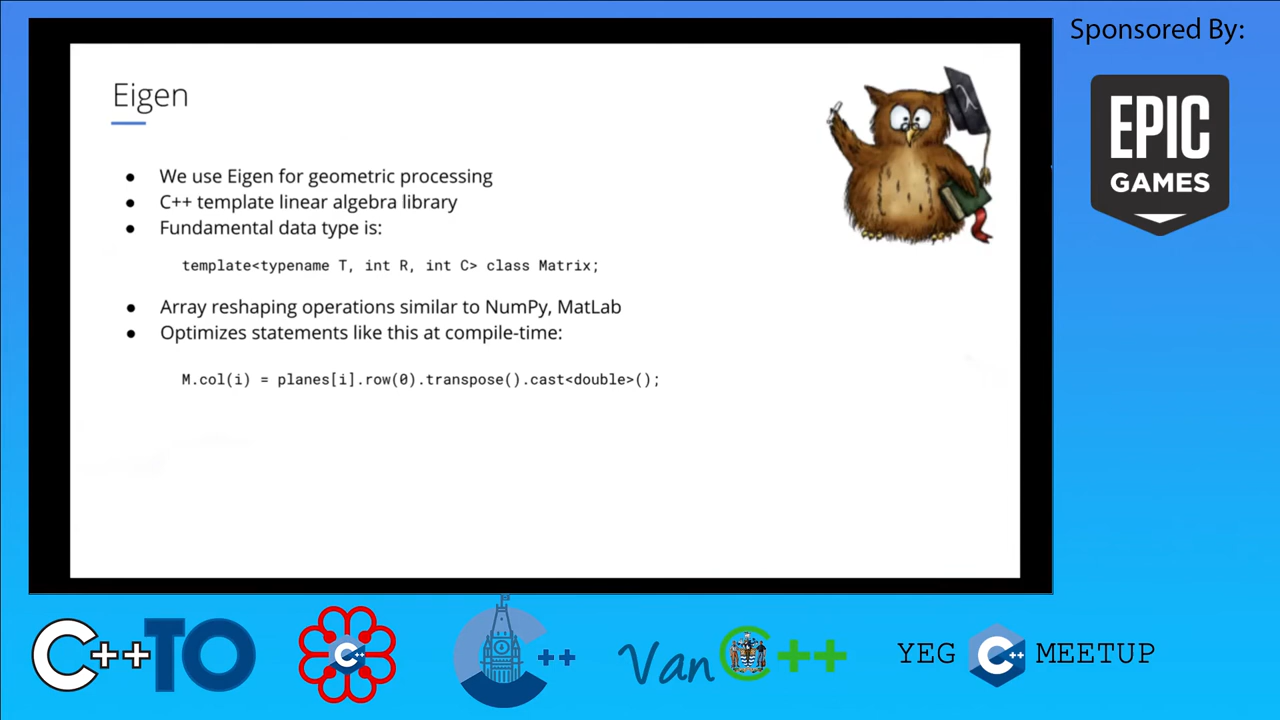 Sponsored By:
EPIC
GAMES
Eigen
● We use Eigen for geometric processing
● C++ template linear algebra library
● Fundamental data type is:
template<typename T, int R, int C> class Matrix;
● Array reshaping operations similar to NumPy, MatLab
● Optimizes statements like this at compile-time:
M.col(i) = planes[i].row(0).transpose().cast<double>();
C++TO
C++
C++
Van C++
YEG C++ MEETUP